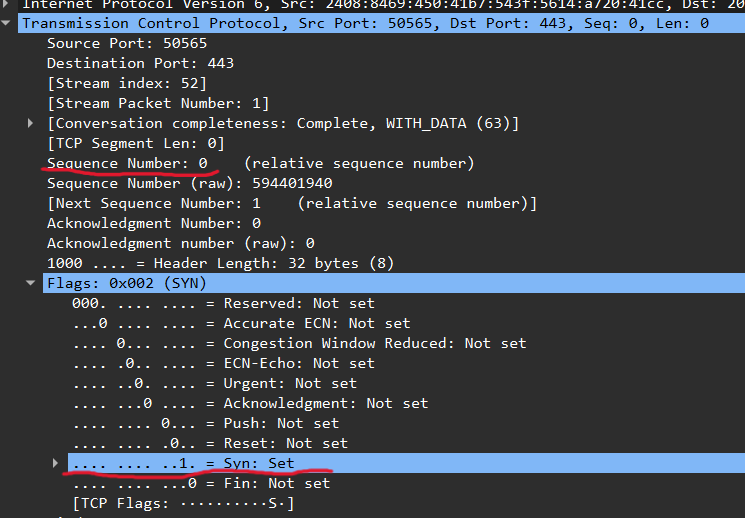 Internet Protocol Version 6, Src: 2408:8469:450:41b7:543f:5614:a720:41cc, Dst: 20
Transmission Control Protocol, Src Port: 50565, Dst Port: 443, Seq: 0, Len: 0
Source Port: 50565
Destination Port: 443
[Stream index: 52]
[Stream Packet Number: 1]
[Conversation completeness: Complete, WITH_DATA (63)]
[TCP Segment Len: 0]
Sequence Number: 0    (relative sequence number)
Sequence Number (raw): 594401940
[Next Sequence Number: 1    (relative sequence number)]
Acknowledgment Number: 0
Acknowledgment number (raw): 0
1000 .... = Header Length: 32 bytes (8)
Flags: 0x002 (SYN)
000. .... .... = Reserved: Not set
...0 .... .... = Accurate ECN: Not set
.... 0... .... = Congestion Window Reduced: Not set
.... .0.. .... = ECN-Echo: Not set
.... ..0. .... = Urgent: Not set
.... ...0 .... = Acknowledgment: Not set
.... .... 0... = Push: Not set
.... .... .0.. = Reset: Not set
.... .... ..1. = Syn: Set
.... .... ...0 = Fin: Not set
[TCP Flags: ··········S·]